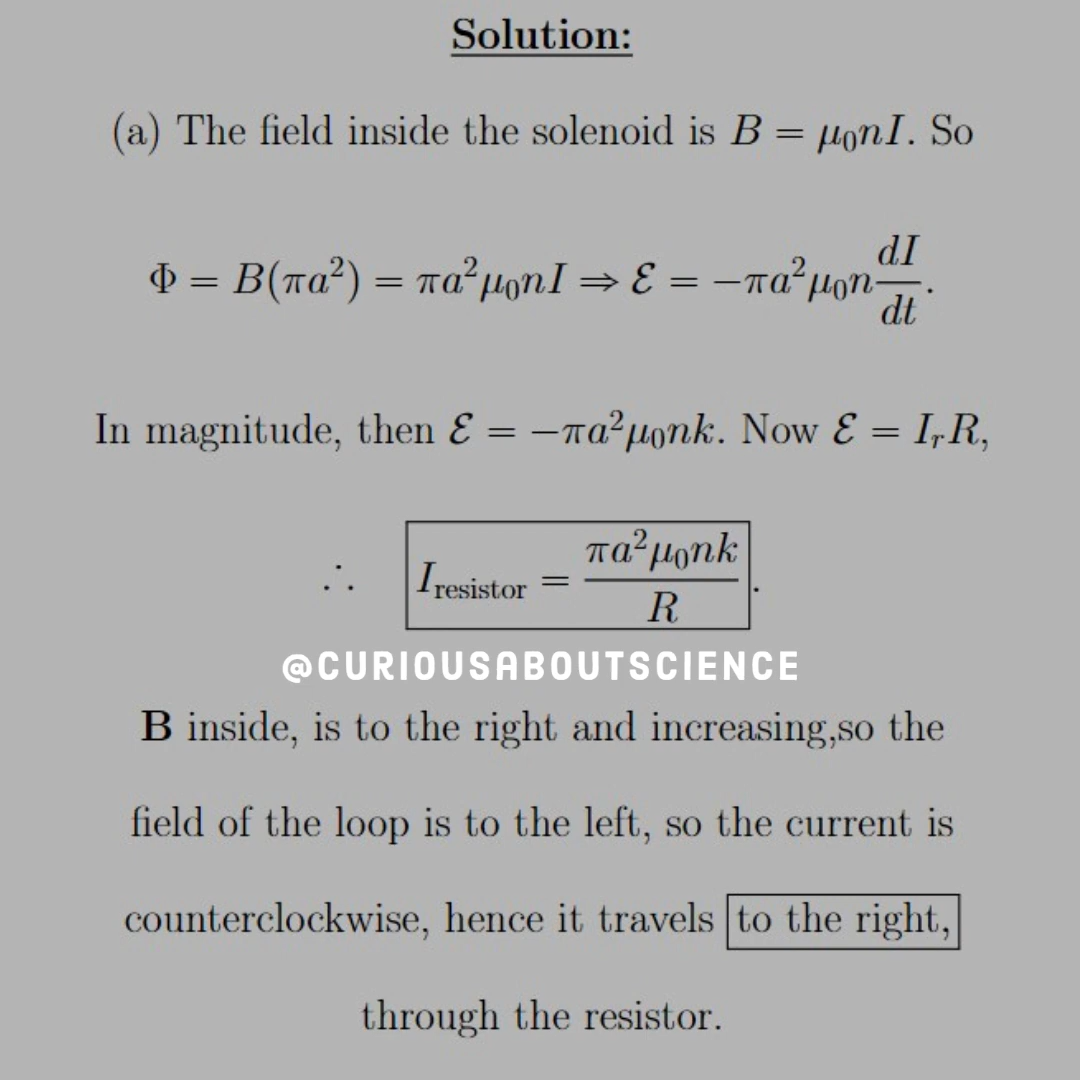 Solution:
(a) The field inside the solenoid is B = μ₀nI. So
Φ = B(πa²) = πa²μ₀nI ⇒ ℰ = −πa²μ₀n dI/dt.
In magnitude, then ℰ = −πa²μ₀nk. Now ℰ = IᵣR,
∴ I_resistor = πa²μ₀nk/R.
@CURIOUSABOUTSCIENCE
B inside, is to the right and increasing,so the
field of the loop is to the left, so the current is
counterclockwise, hence it travels to the right,
through the resistor.